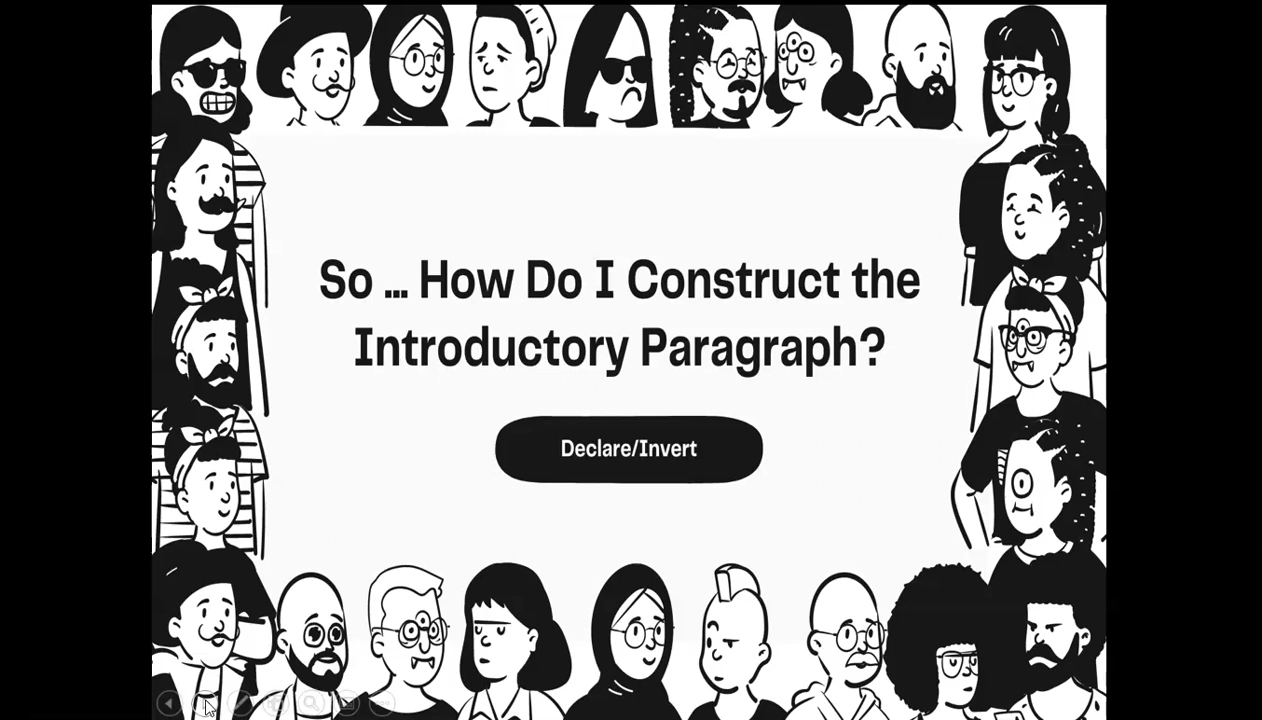 So ... How Do I Construct the
Introductory Paragraph?
Declare/Invert